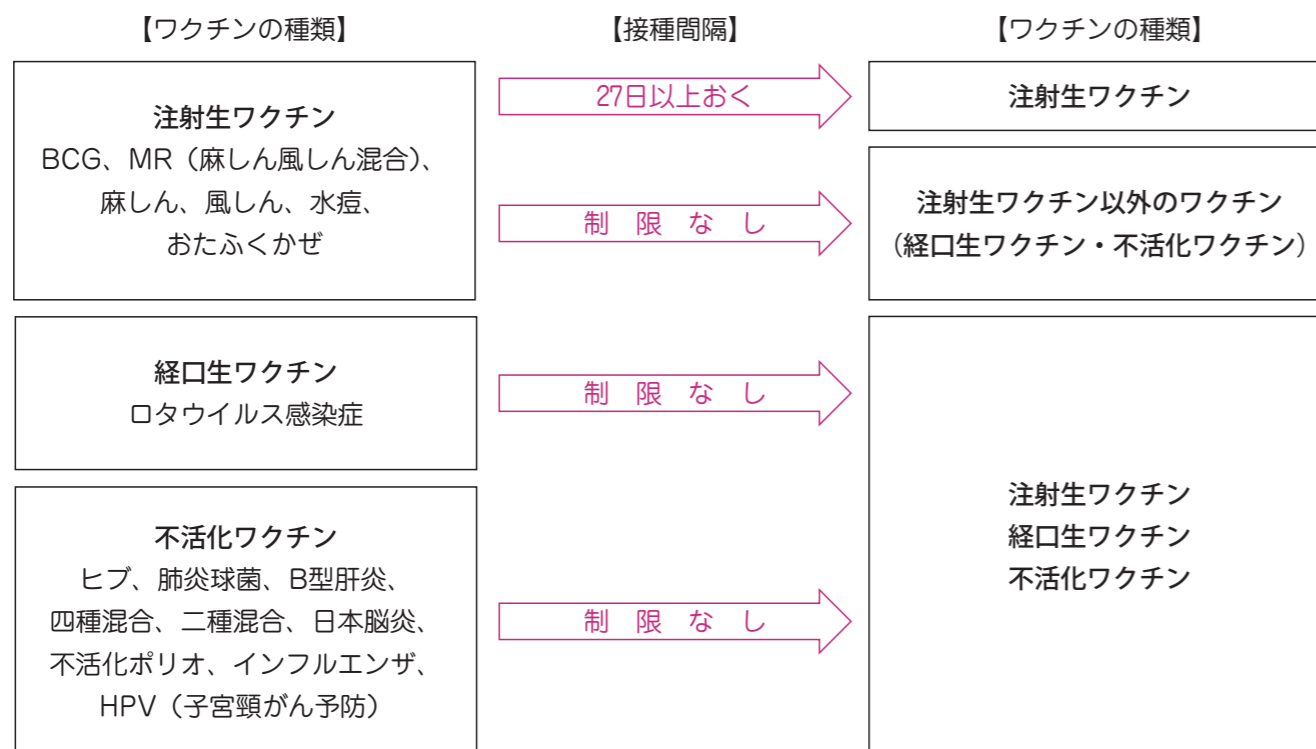 【ワクチンの種類】
【接種間隔】
【ワクチンの種類】
注射生ワクチン
BCG、MR（麻しん風しん混合）、
麻しん、風しん、水痘、
おたふくかぜ
27日以上おく
注射生ワクチン
制限なし
注射生ワクチン以外のワクチン
（経口生ワクチン・不活化ワクチン）
経口生ワクチン
ロタウイルス感染症
制限なし
不活化ワクチン
ヒブ、肺炎球菌、B型肝炎、
四種混合、二種混合、日本脳炎、
不活化ポリオ、インフルエンザ、
HPV（子宮頸がん予防）
制限なし
注射生ワクチン
経口生ワクチン
不活化ワクチン